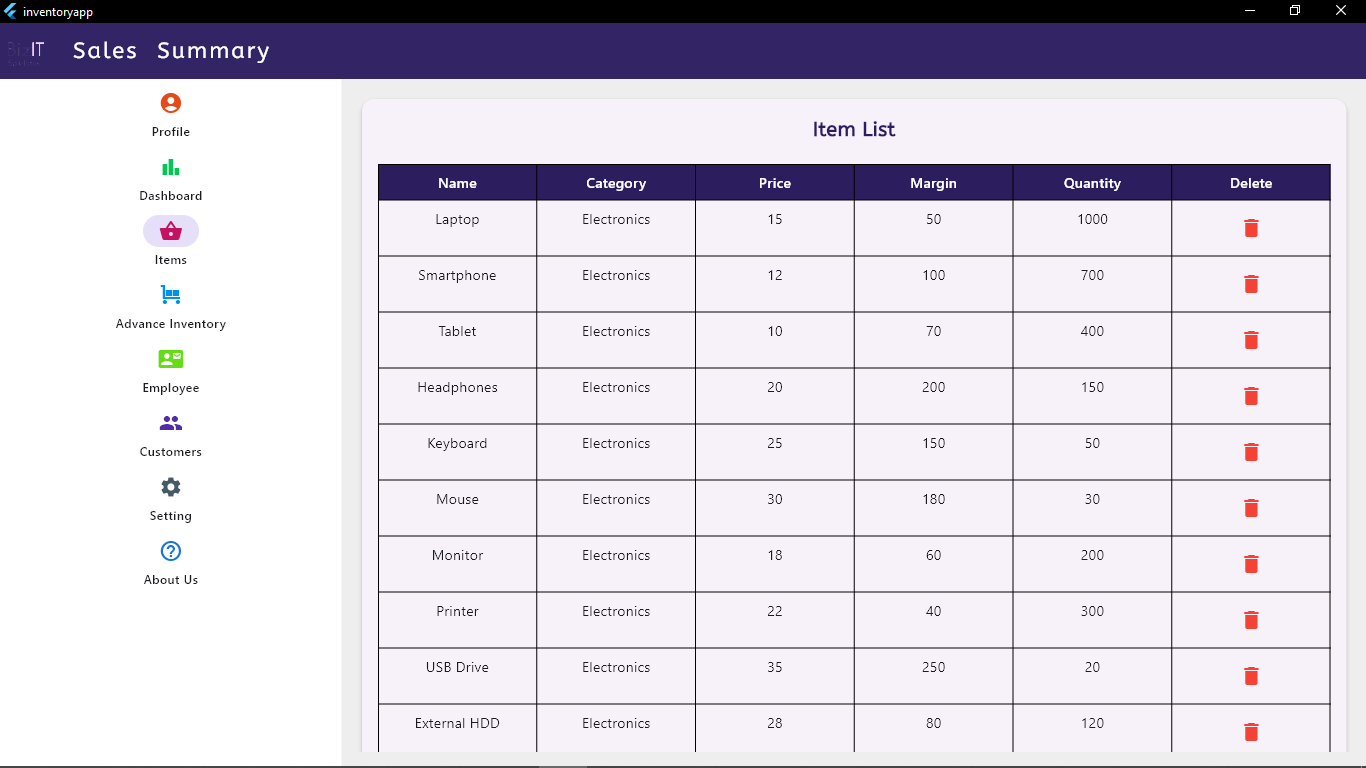 inventoryapp
IT Sales Summary
Profile
Dashboard
Items
Advance Inventory
Employee
Customers
Setting
About Us
Item List
Name Category Price Margin Quantity Delete
Laptop Electronics 15 50 1000
Smartphone Electronics 12 100 700
Tablet Electronics 10 70 400
Headphones Electronics 20 200 150
Keyboard Electronics 25 150 50
Mouse Electronics 30 180 30
Monitor Electronics 18 60 200
Printer Electronics 22 40 300
USB Drive Electronics 35 250 20
External HDD Electronics 28 80 120